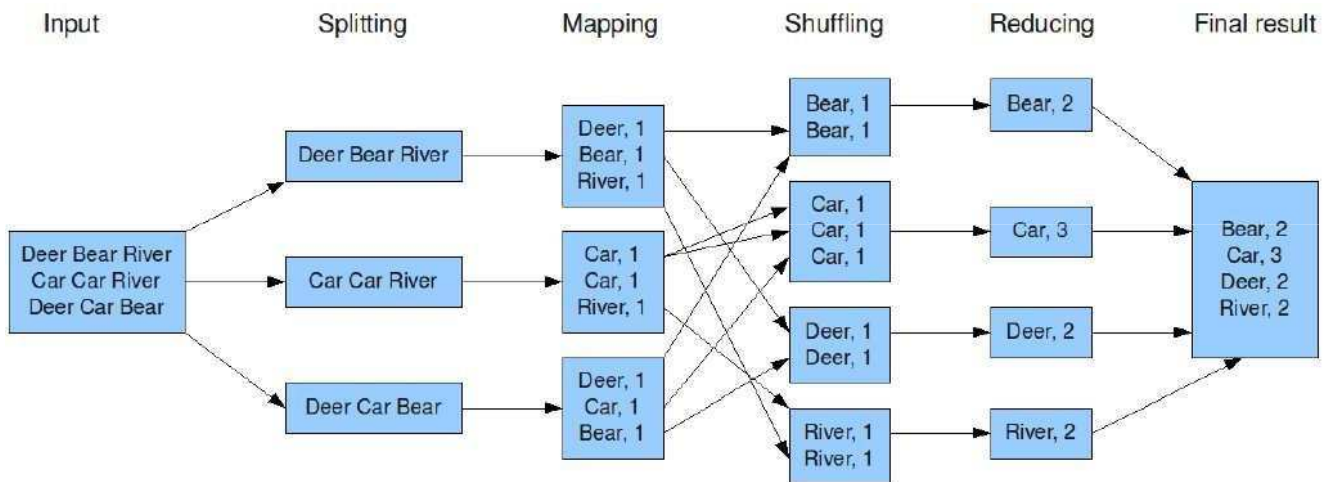 Input
Splitting
Mapping
Shuffling
Reducing
Final result
Deer Bear River
Car Car River
Deer Car Bear
Deer Bear River
Car Car River
Deer Car Bear
Deer, 1
Bear, 1
River, 1
Car, 1
Car, 1
River, 1
Deer, 1
Car, 1
Bear, 1
Bear, 1
Bear, 1
Car, 1
Car, 1
Car, 1
Deer, 1
Deer, 1
River, 1
River, 1
Bear, 2
Car, 3
Deer, 2
River, 2
Bear, 2
Car, 3
Deer, 2
River, 2